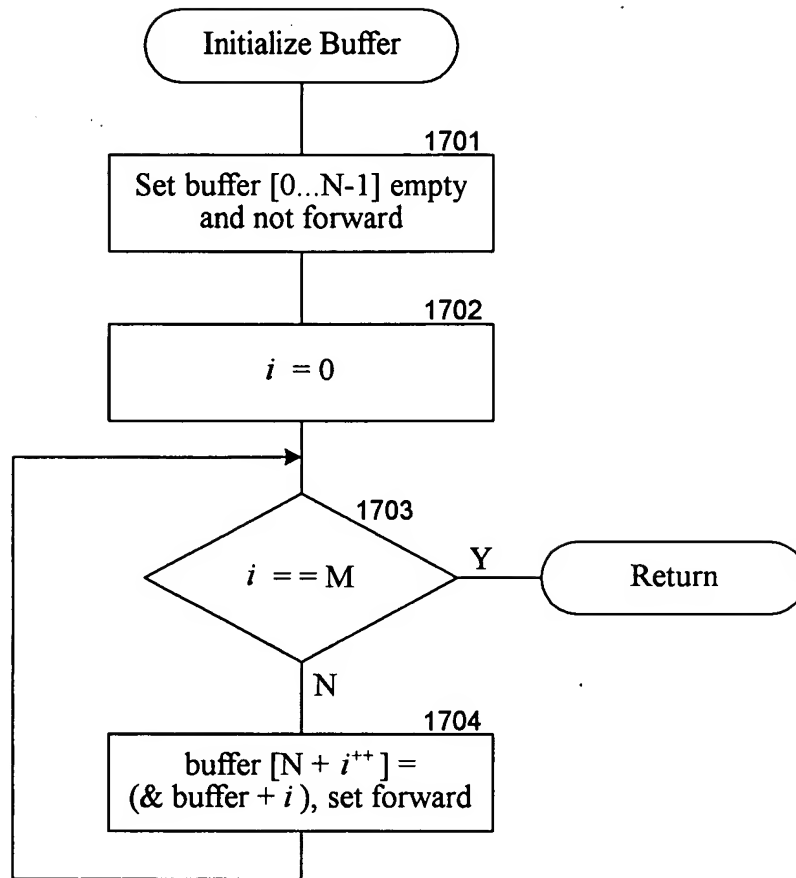 Initialize Buffer
1701
Set buffer [0...N-1] empty
and not forward
1702
i = 0
1703
i == M
Y
Return
N
1704
buffer [N + i++] =
(& buffer + i ), set forward